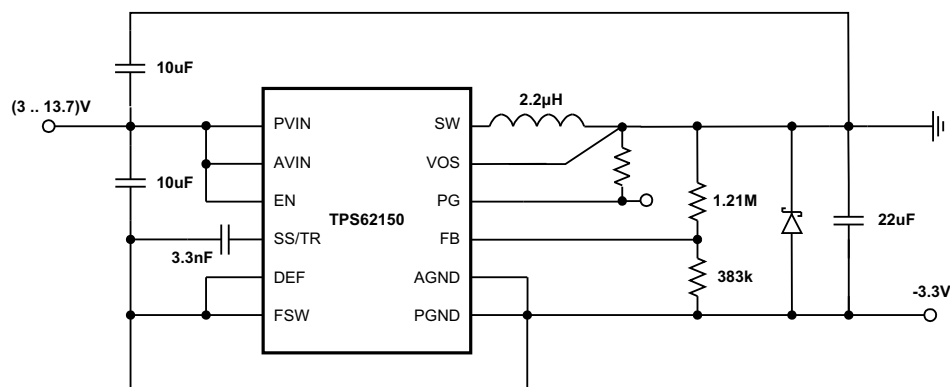 10uF
2.2µH
(3 .. 13.7)V
PVIN
SW
AVIN
VOS
10uF
EN
PG
1.21M
TPS62150
22uF
SS/TR
FB
3.3nF
DEF
AGND
383k
-3.3V
FSW
PGND